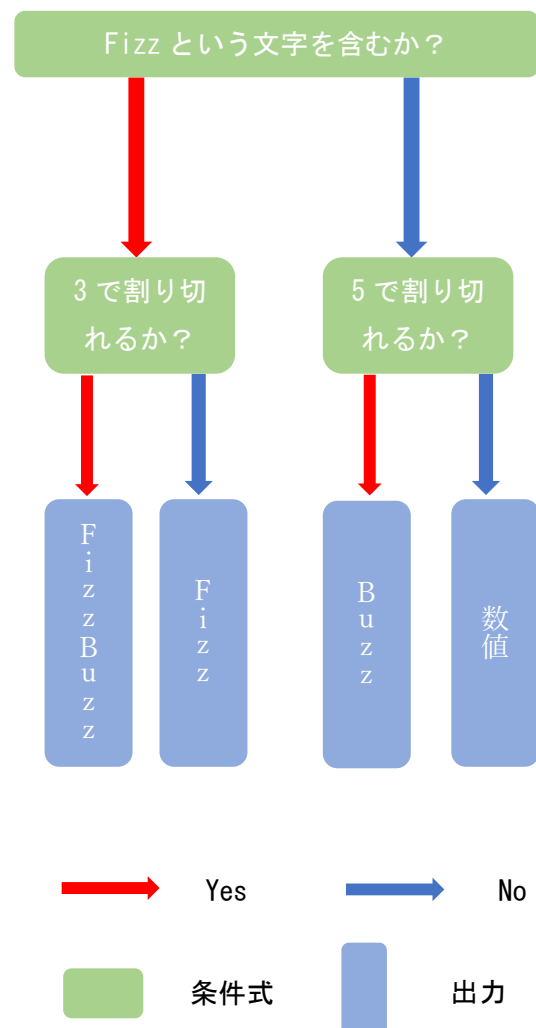 Fizzという文字を含むか？
3で割り切
れるか？
5で割り切
れるか？
FizzBuzz
Fizz
Buzz
数値
Yes
No
条件式
出力